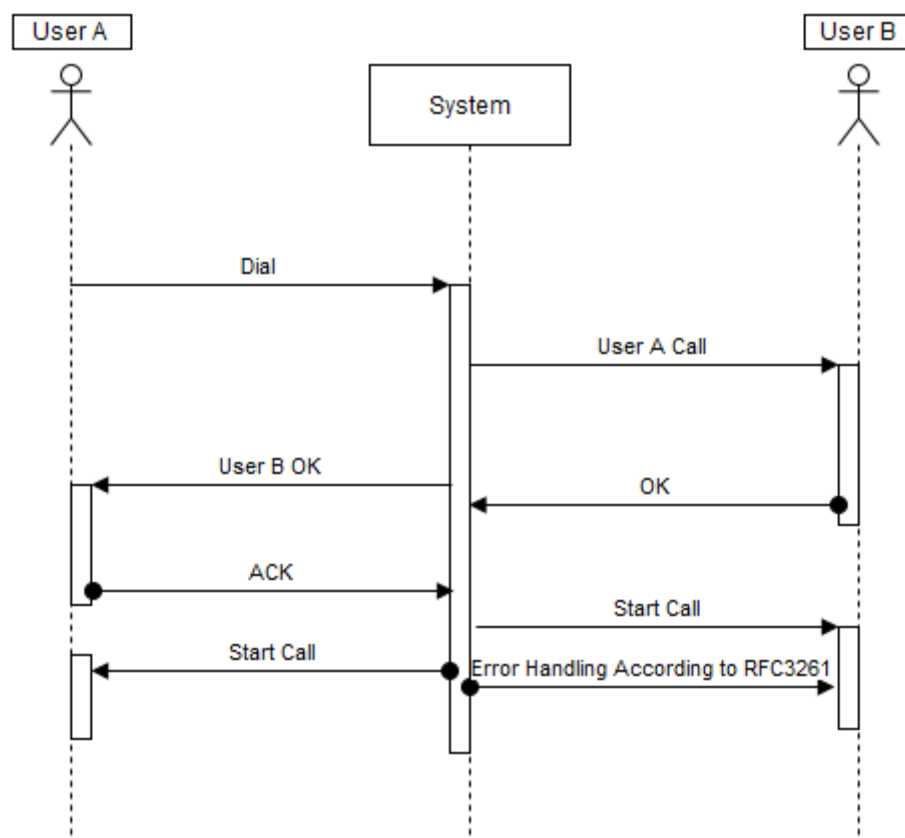 User A
User B
System
Dial
User A Call
User B OK
OK
ACK
Start Call
Start Call
Error Handling According to RFC3261